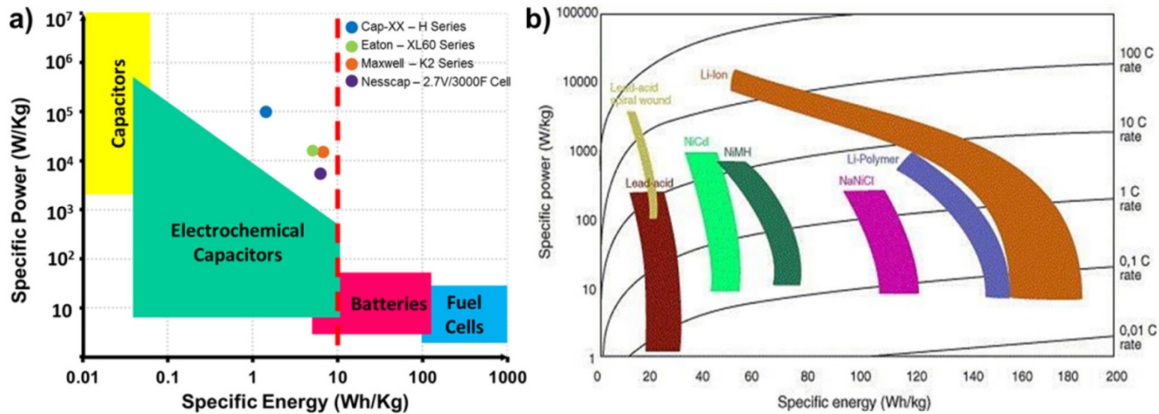 a)
Specific Power (W/Kg)
10⁷
10⁶
10⁵
10⁴
10³
10²
10
Capacitors
Electrochemical
Capacitors
Batteries
Fuel
Cells
Cap-XX – H Series
Eaton – XL60 Series
Maxwell – K2 Series
Nesscap – 2.7V/3000F Cell
0.01 0.1 1 10 100 1000
Specific Energy (Wh/Kg)
b)
Specific power (W/kg)
100000
10000
1000
100
10
1
Lead-acid
spiral wound
Li-Ion
NiCd
NiMH
Lead-acid
NaNiCl
Li-Polymer
100 C
rate
10 C
rate
1 C
rate
0,1 C
rate
0,01 C
rate
0 20 40 60 80 100 120 140 160 180 200
Specific energy (Wh/kg)